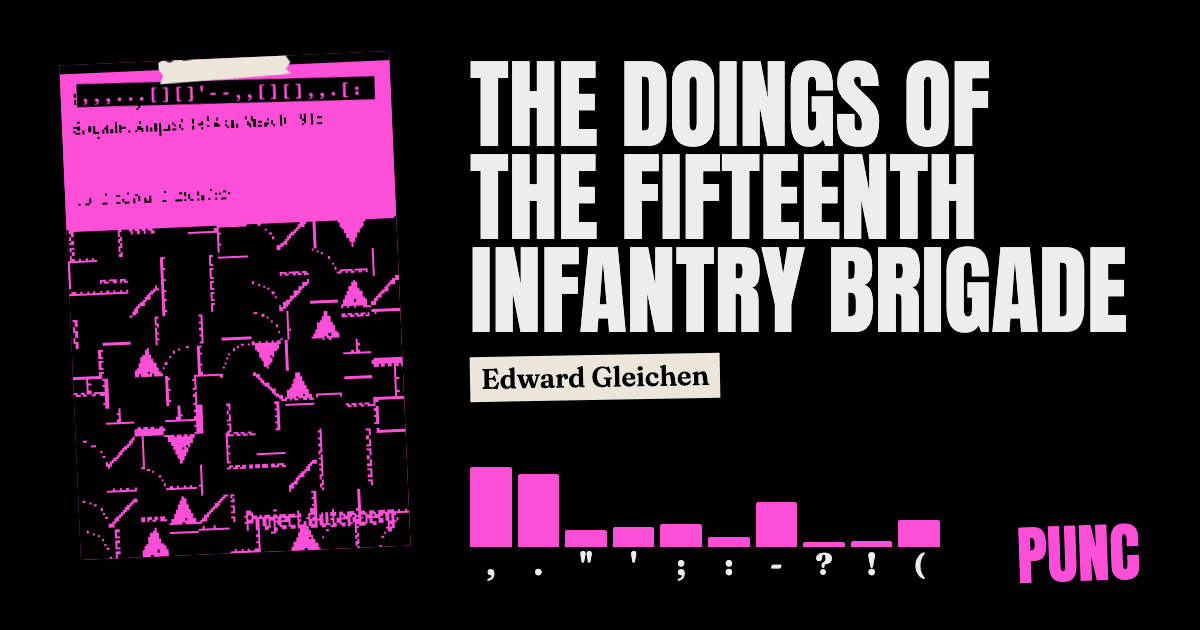 ,,,...[][]'--,,[][],,.[:
Project Gutenberg
THE DOINGS OF
THE FIFTEENTH
INFANTRY BRIGADE
Edward Gleichen
, . " ' ; : - ? ! (
PUNC